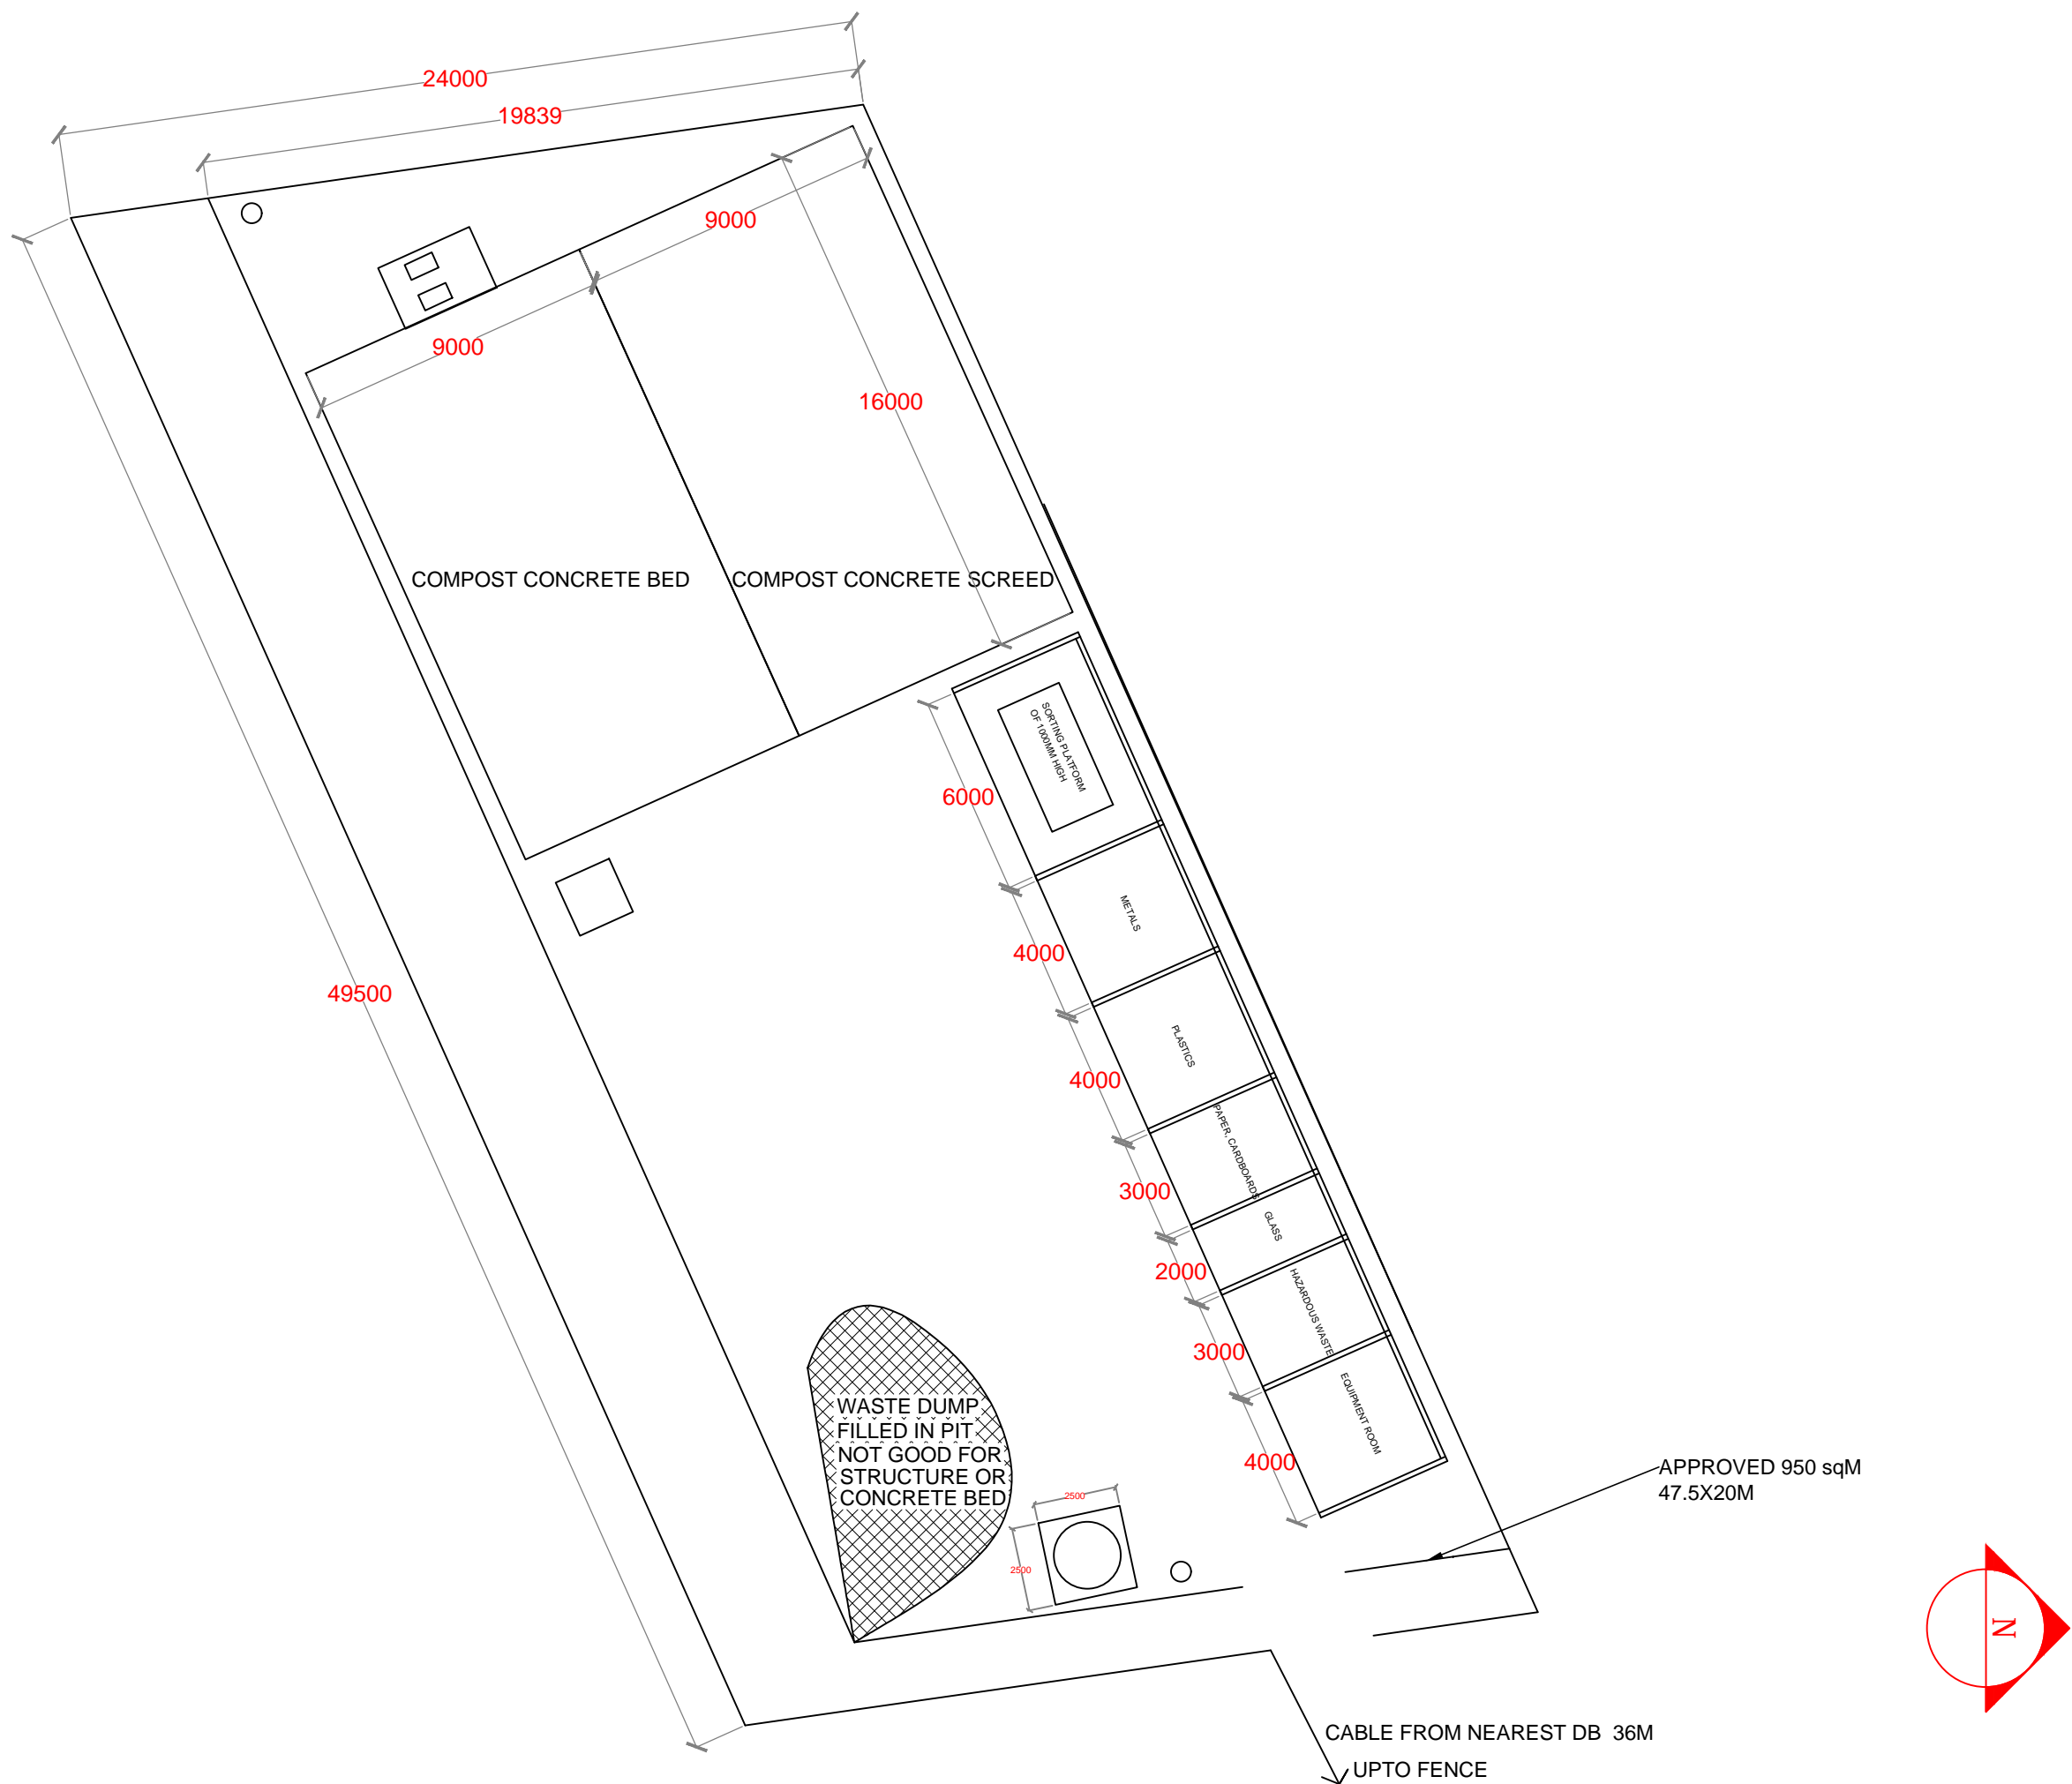 24000
19839
9000
9000
16000
COMPOST CONCRETE BED
COMPOST CONCRETE SCREED
SORTING PLATFORM
OF 1000MM HIGH
6000
METALS
4000
49500
PLASTICS
4000
PAPER, CARDBOARDS
3000
GLASS
2000
HAZARDOUS WASTE
3000
EQUIPMENT ROOM
4000
WASTE DUMP
FILLED IN PIT
NOT GOOD FOR
STRUCTURE OR
CONCRETE BED
2500
2500
APPROVED 950 sqM
47.5X20M
N
CABLE FROM NEAREST DB 36M
UPTO FENCE